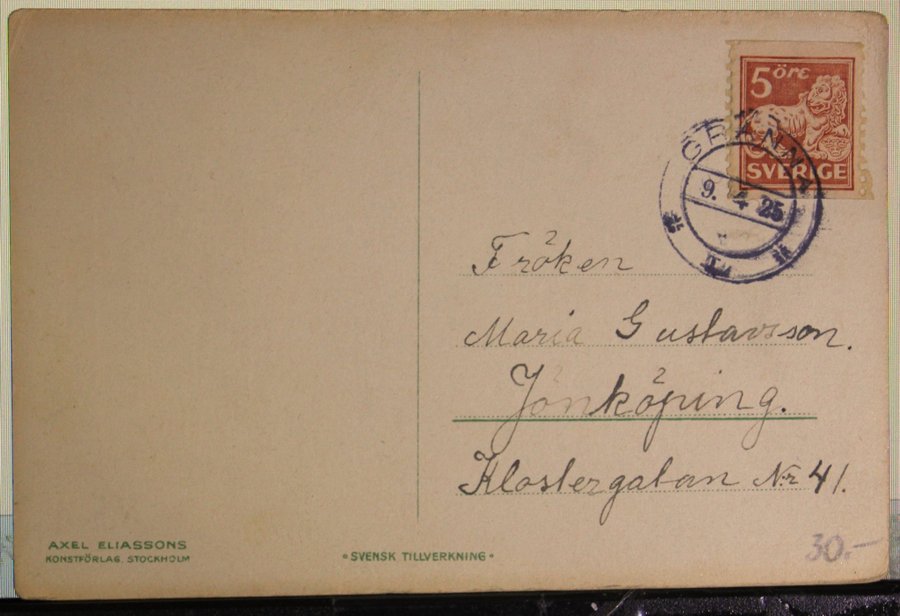 5 öre
SVERIGE
GRÄNNA
9. 4 25
Fröken
Maria Gustavsson.
Jönköping.
Klostergatan Nr 41.
AXEL ELIASSONS
KONSTFÖRLAG. STOCKHOLM
• SVENSK TILLVERKNING •
30.-